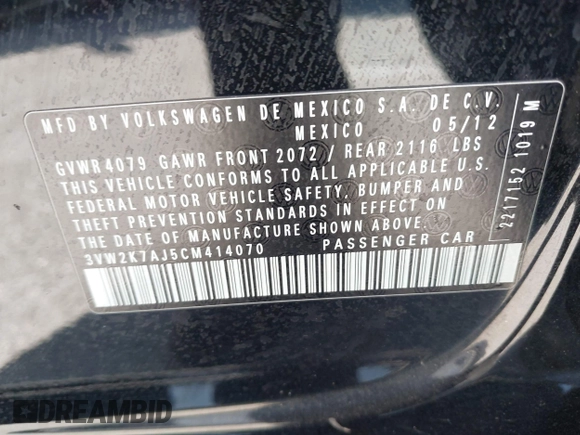 MFD BY VOLKSWAGEN DE MEXICO S.A. DE C.V.
MEXICO 05/12
GVWR 4079 GAWR FRONT 2072 / REAR 2116 LBS
THIS VEHICLE CONFORMS TO ALL APPLICABLE U.S.
FEDERAL MOTOR VEHICLE SAFETY, BUMPER AND
THEFT PREVENTION STANDARDS IN EFFECT ON
THE DATE OF MANUFACTURE SHOWN ABOVE.
3VW2K7AJ5CM414070 PASSENGER CAR
2217152 1019 M
DREAMBID